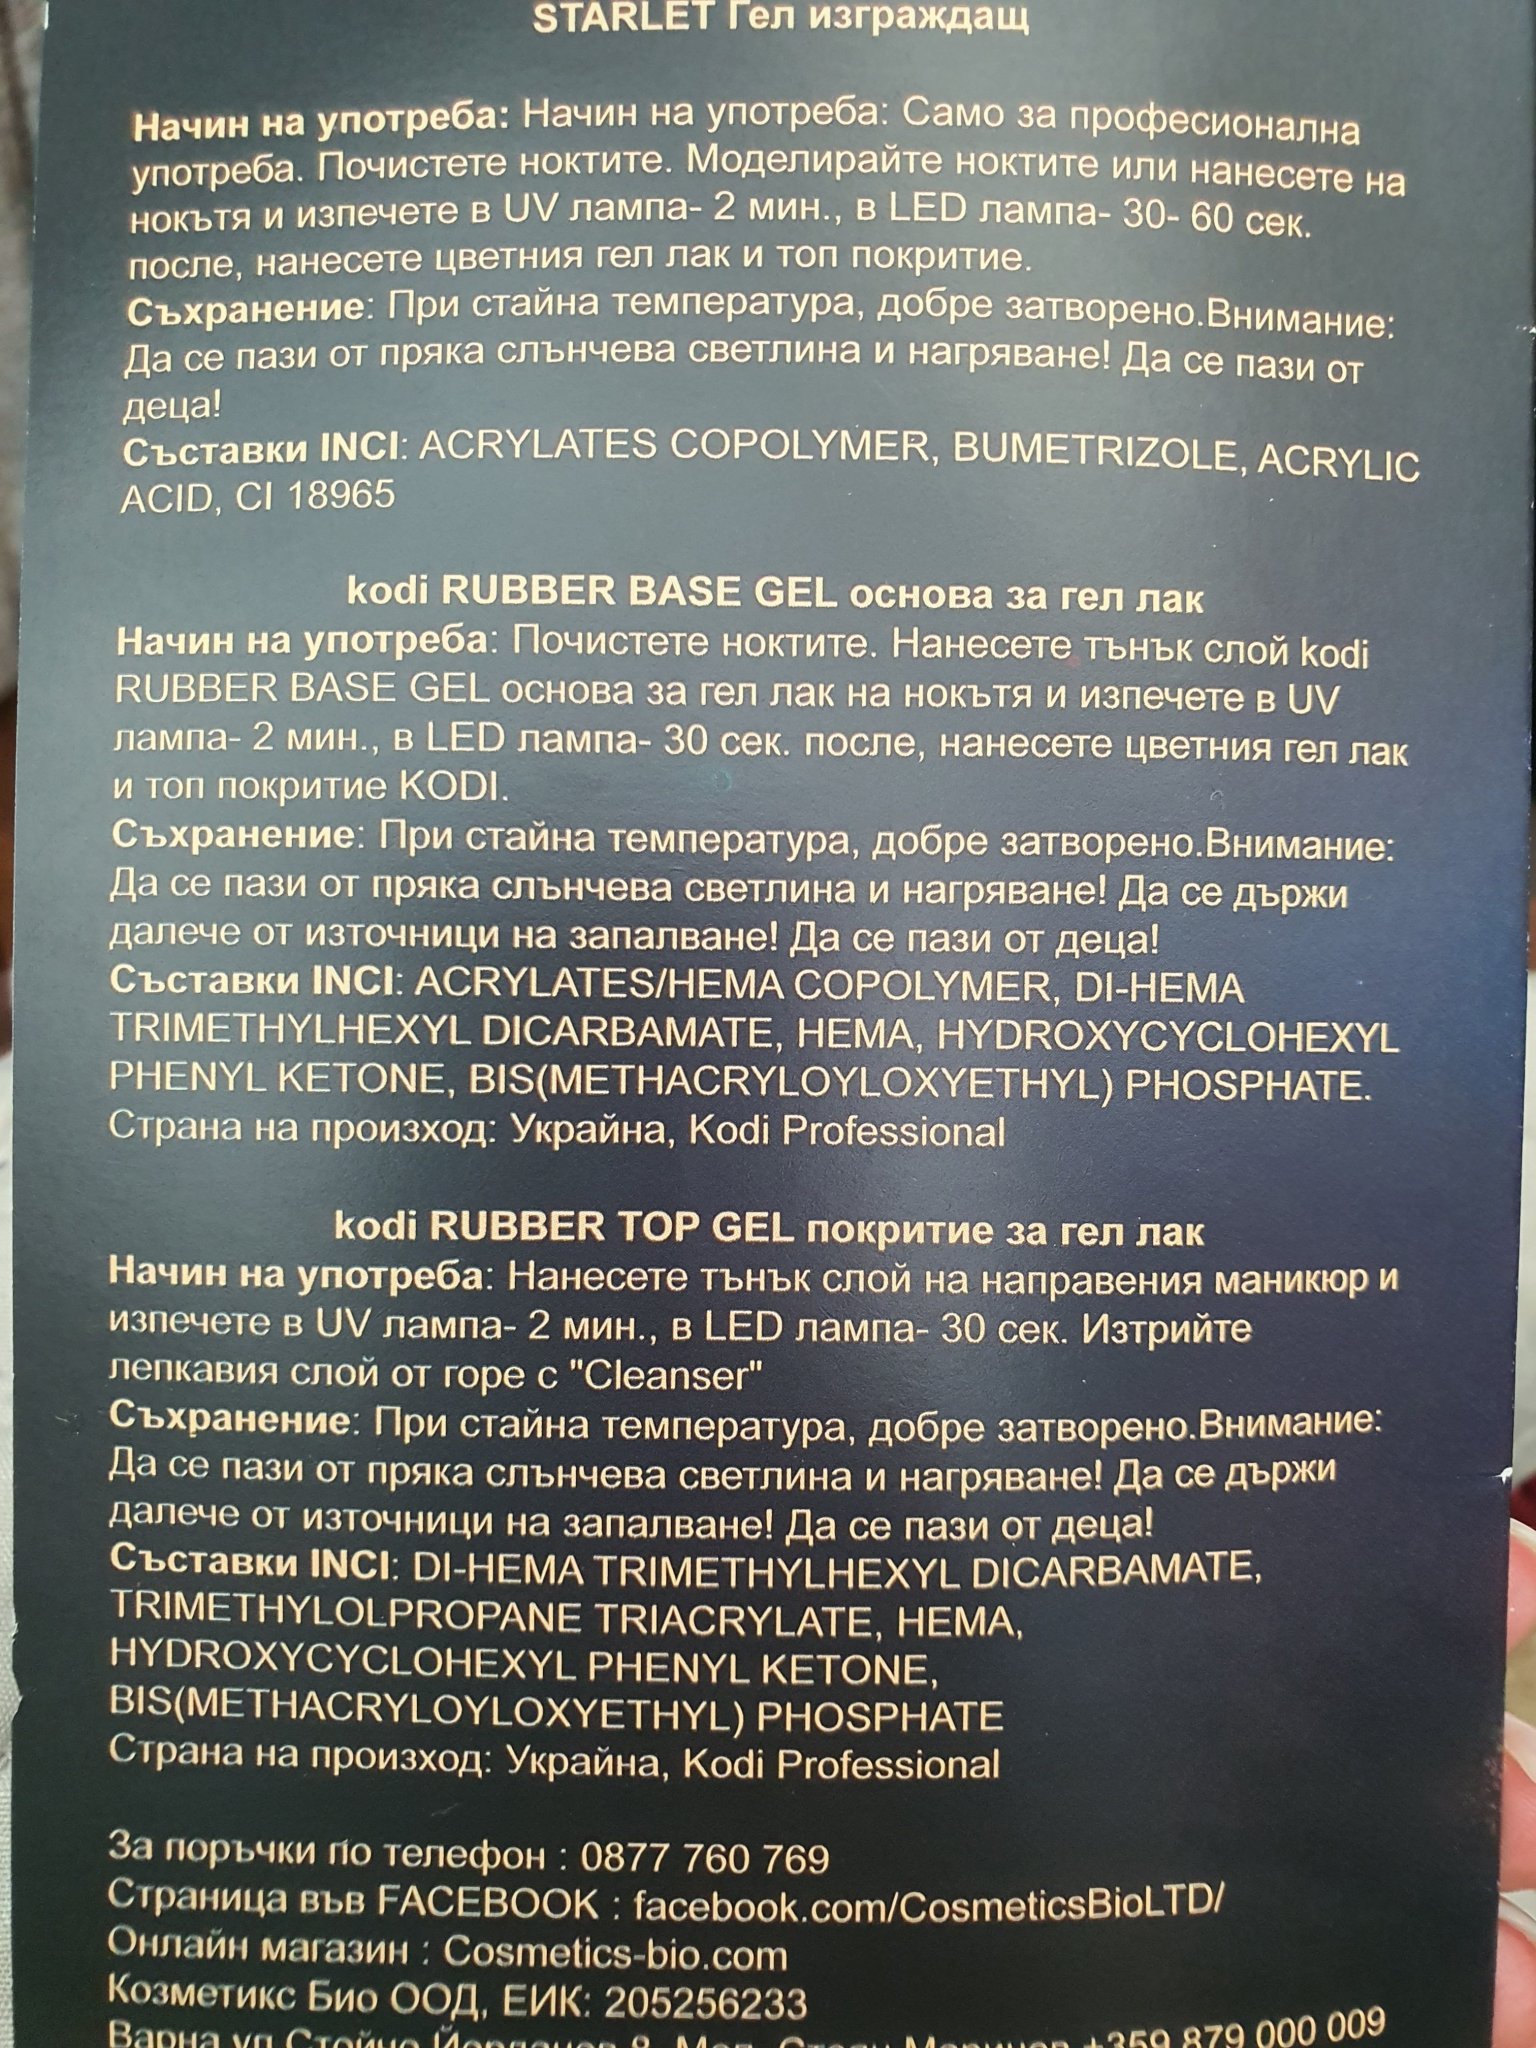 STARLET Гел изграждащ
Начин на употреба: Начин на употреба: Само за професионална
употреба. Почистете ноктите. Моделирайте ноктите или нанесете на
нокътя и изпечете в UV лампа- 2 мин., в LED лампа- 30- 60 сек.
после, нанесете цветния гел лак и топ покритие.
Съхранение: При стайна температура, добре затворено.Внимание:
Да се пази от пряка слънчева светлина и нагряване! Да се пази от
деца!
Съставки INCI: ACRYLATES COPOLYMER, BUMETRIZOLE, ACRYLIC
ACID, CI 18965
kodi RUBBER BASE GEL основа за гел лак
Начин на употреба: Почистете ноктите. Нанесете тънък слой kodi
RUBBER BASE GEL основа за гел лак на нокътя и изпечете в UV
лампа- 2 мин., в LED лампа- 30 сек. после, нанесете цветния гел лак
и топ покритие KODI.
Съхранение: При стайна температура, добре затворено.Внимание:
Да се пази от пряка слънчева светлина и нагряване! Да се държи
далече от източници на запалване! Да се пази от деца!
Съставки INCI: ACRYLATES/HEMA COPOLYMER, DI-HEMA
TRIMETHYLHEXYL DICARBAMATE, HEMA, HYDROXYCYCLOHEXYL
PHENYL KETONE, BIS(METHACRYLOYLOXYETHYL) PHOSPHATE.
Страна на произход: Украйна, Kodi Professional
kodi RUBBER TOP GEL покритие за гел лак
Начин на употреба: Нанесете тънък слой на направения маникюр и
изпечете в UV лампа- 2 мин., в LED лампа- 30 сек. Изтрийте
лепкавия слой от горе с "Cleanser"
Съхранение: При стайна температура, добре затворено.Внимание:
Да се пази от пряка слънчева светлина и нагряване! Да се държи
далече от източници на запалване! Да се пази от деца!
Съставки INCI: DI-HEMA TRIMETHYLHEXYL DICARBAMATE,
TRIMETHYLOLPROPANE TRIACRYLATE, HEMA,
HYDROXYCYCLOHEXYL PHENYL KETONE,
BIS(METHACRYLOYLOXYETHYL) PHOSPHATE
Страна на произход: Украйна, Kodi Professional
За поръчки по телефон : 0877 760 769
Страница във FACEBOOK : facebook.com/CosmeticsBioLTD/
Онлайн магазин : Cosmetics-bio.com
Козметикс Био ООД, ЕИК: 205256233
Варна ул Стойчо Йорданов 8, Мол. Стоян Маринов +359 879 000 009